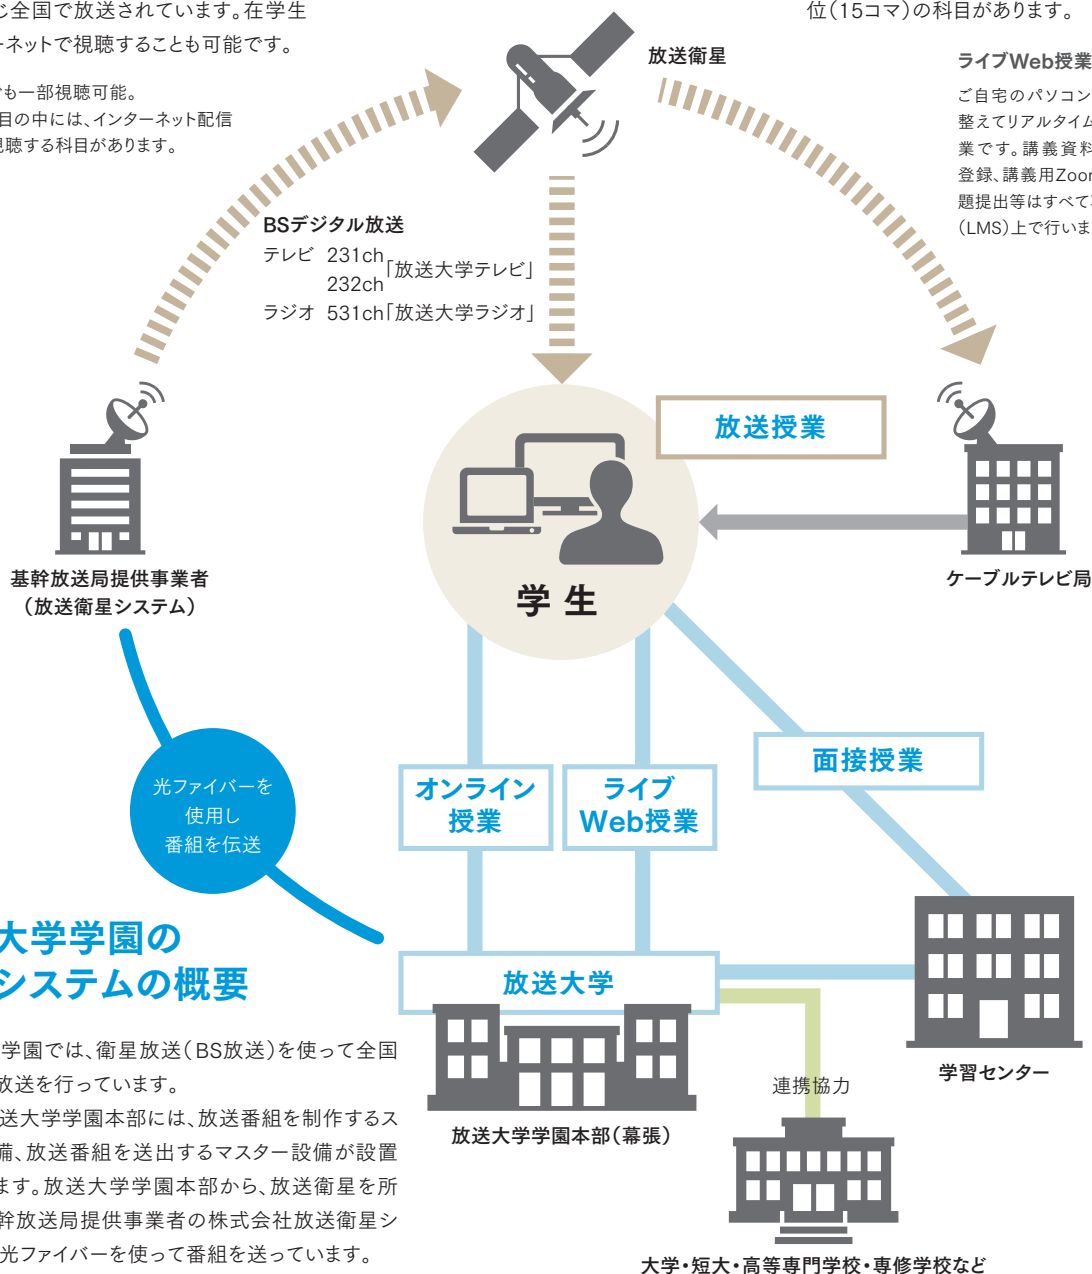 じ全国で放送されています。在学生
ーネットで視聴することも可能です。
も一部視聴可能。
目の中には、インターネット配信
視聴する科目があります。
位(15コマ)の科目があります。
ライブWeb授業
ご自宅のパソコン
整えてリアルタイム
業です。講義資料
登録、講義用Zoom
題提出等はすべて
(LMS)上で行いま
放送衛星
BSデジタル放送
テレビ 231ch
232ch「放送大学テレビ」
ラジオ 531ch「放送大学ラジオ」
放送授業
学生
基幹放送局提供事業者
(放送衛星システム)
ケーブルテレビ局
光ファイバーを
使用し
番組を伝送
オンライン
授業
ライブ
Web授業
面接授業
放送大学
放送大学学園本部(幕張)
学習センター
連携協力
大学・短大・高等専門学校・専修学校など
大学学園の
システムの概要
学園では、衛星放送(BS放送)を使って全国
放送を行っています。
送大学学園本部には、放送番組を制作するス
備、放送番組を送出するマスター設備が設置
ます。放送大学学園本部から、放送衛星を所
幹放送局提供事業者の株式会社放送衛星シ
光ファイバーを使って番組を送っています。